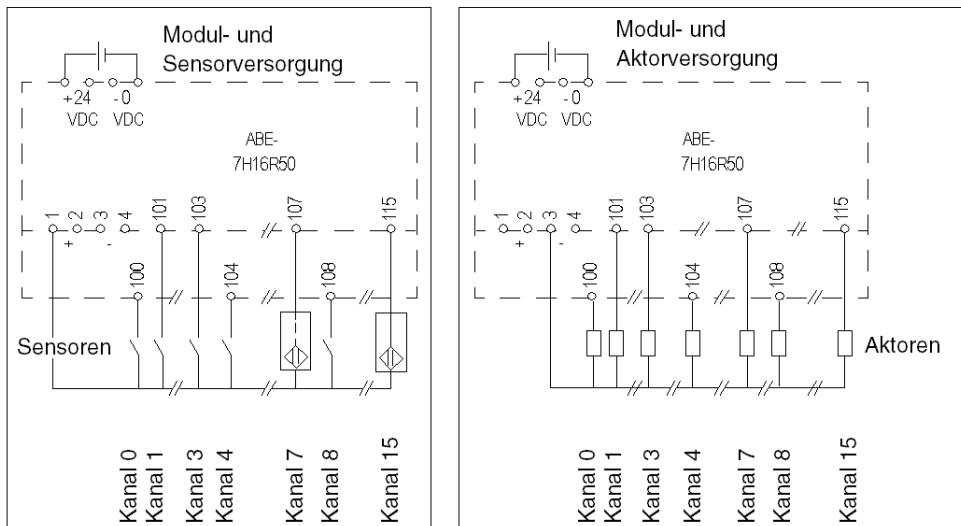 Modul- und
Sensorversorgung
+24 - 0
VDC VDC
ABE-
7H16R50
1 2 3 4 101 103 107 115
+ -
100 104 108
Sensoren
Kanal 0
Kanal 1
Kanal 3
Kanal 4
Kanal 7
Kanal 8
Kanal 15
Modul- und
Aktorversorgung
+24 - 0
VDC VDC
ABE-
7H16R50
1 2 3 4 101 103 107 115
+ -
100 104 108
Aktoren
Kanal 0
Kanal 1
Kanal 3
Kanal 4
Kanal 7
Kanal 8
Kanal 15